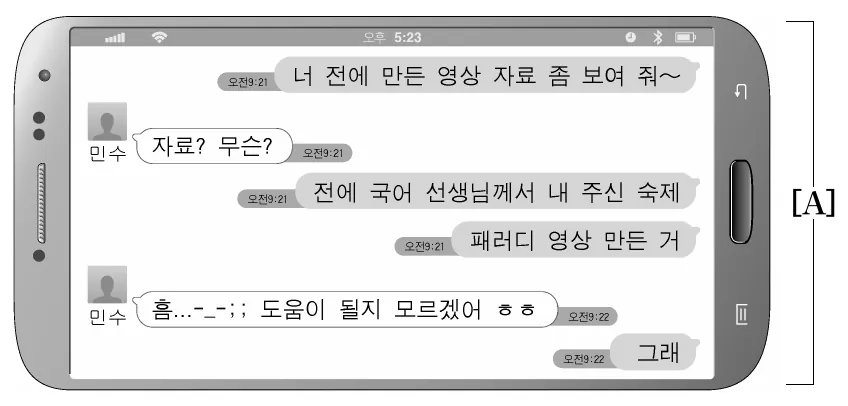 오후 5:23
너 전에 만든 영상 자료 좀 보여 줘~
오전9:21
민수
자료? 무슨?
오전9:21
전에 국어 선생님께서 내 주신 숙제
오전9:21
패러디 영상 만든 거
오전9:21
민수
흠...-_-;; 도움이 될지 모르겠어 ㅎㅎ
오전9:22
그래
오전9:22
[A]